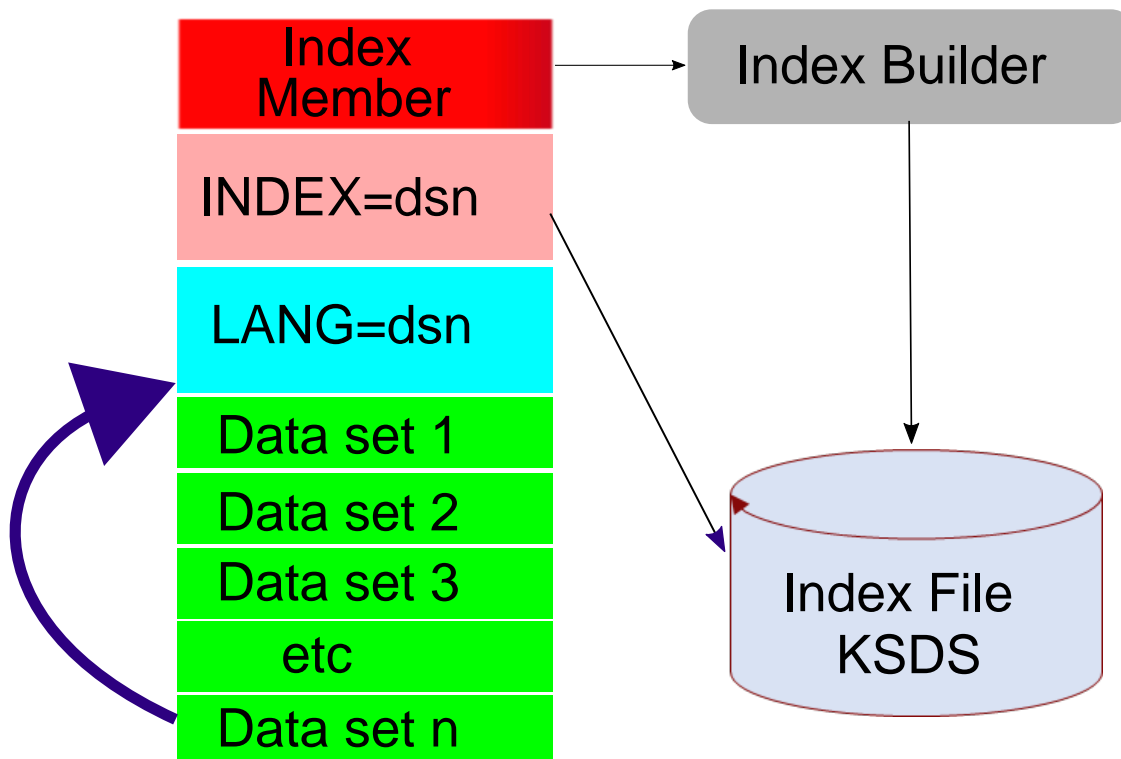 Index
Member
Index Builder
INDEX=dsn
LANG=dsn
Data set 1
Data set 2
Data set 3
etc
Data set n
Index File
KSDS